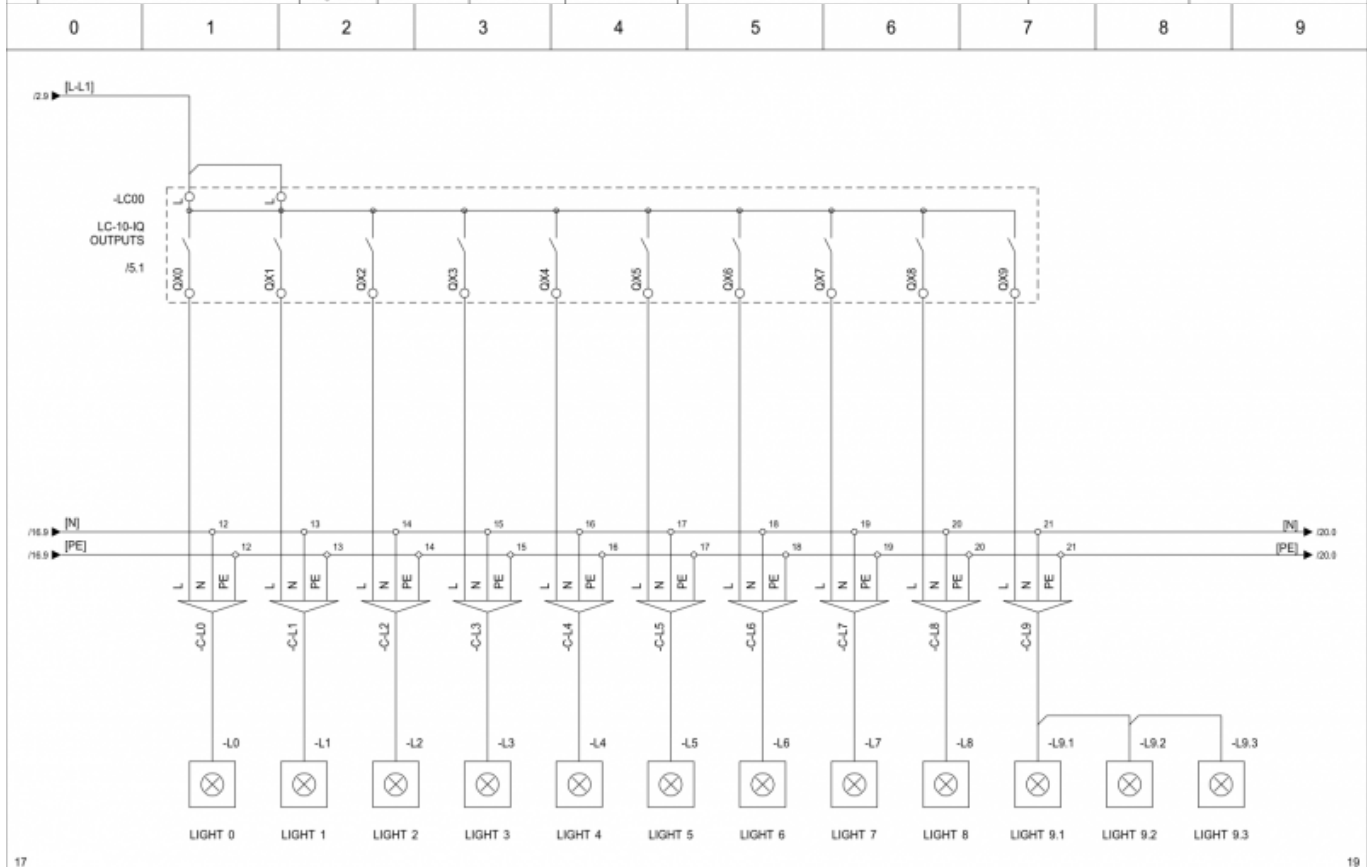 0 1 2 3 4 5 6 7 8 9
/2.9 [L-L1]
-LC00
L L
LC-10-IQ
OUTPUTS
/5.1
QX0 QX1 QX2 QX3 QX4 QX5 QX6 QX7 QX8 QX9
/16.9 [N] 12 13 14 15 16 17 18 19 20 21 [N] /20.0
/16.9 [PE] 12 13 14 15 16 17 18 19 20 21 [PE] /20.0
L N PE L N PE L N PE L N PE L N PE L N PE L N PE L N PE L N PE L N PE
-C-L0 -C-L1 -C-L2 -C-L3 -C-L4 -C-L5 -C-L6 -C-L7 -C-L8 -C-L9
-L0 -L1 -L2 -L3 -L4 -L5 -L6 -L7 -L8 -L9.1 -L9.2 -L9.3
LIGHT 0 LIGHT 1 LIGHT 2 LIGHT 3 LIGHT 4 LIGHT 5 LIGHT 6 LIGHT 7 LIGHT 8 LIGHT 9.1 LIGHT 9.2 LIGHT 9.3
17 19